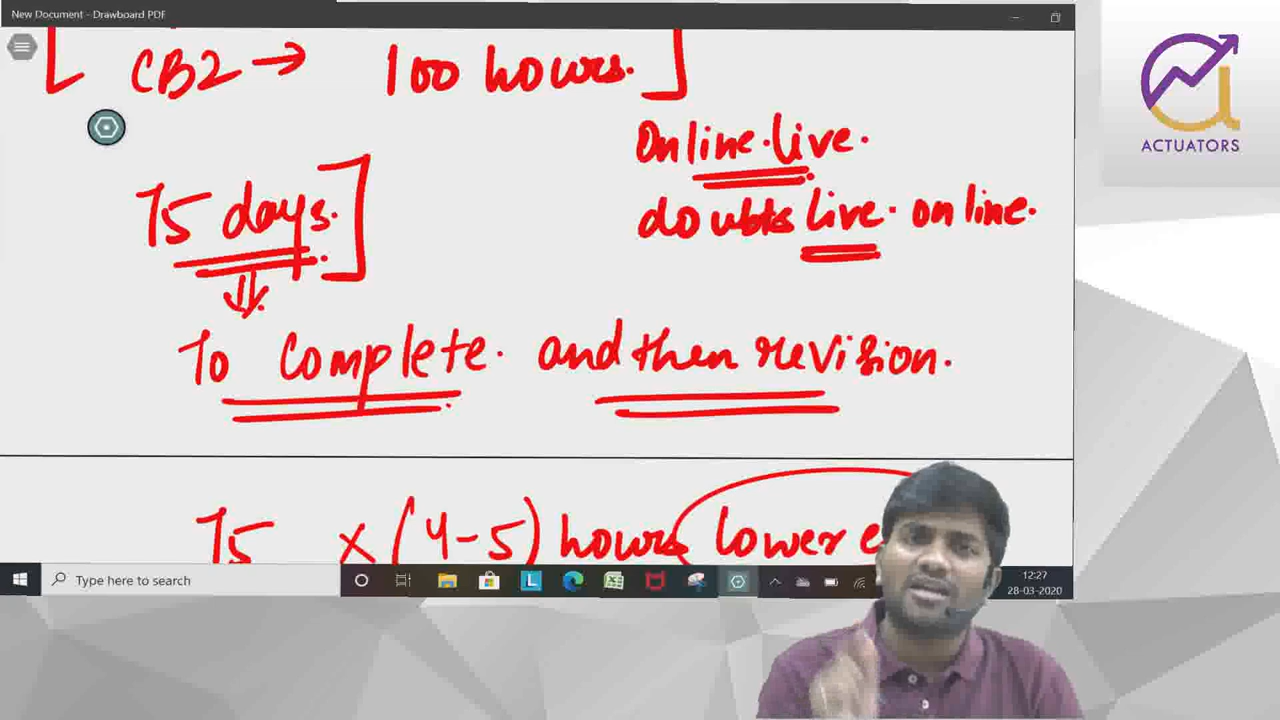 New Document - Drawboard PDF
CB2 → 100 hours.
ACTUATORS
Online live.
75 days.
doubts live. online.
To complete. and then revision.
75 × (4-5) hours lower e
Type here to search
12:27
28-03-2020